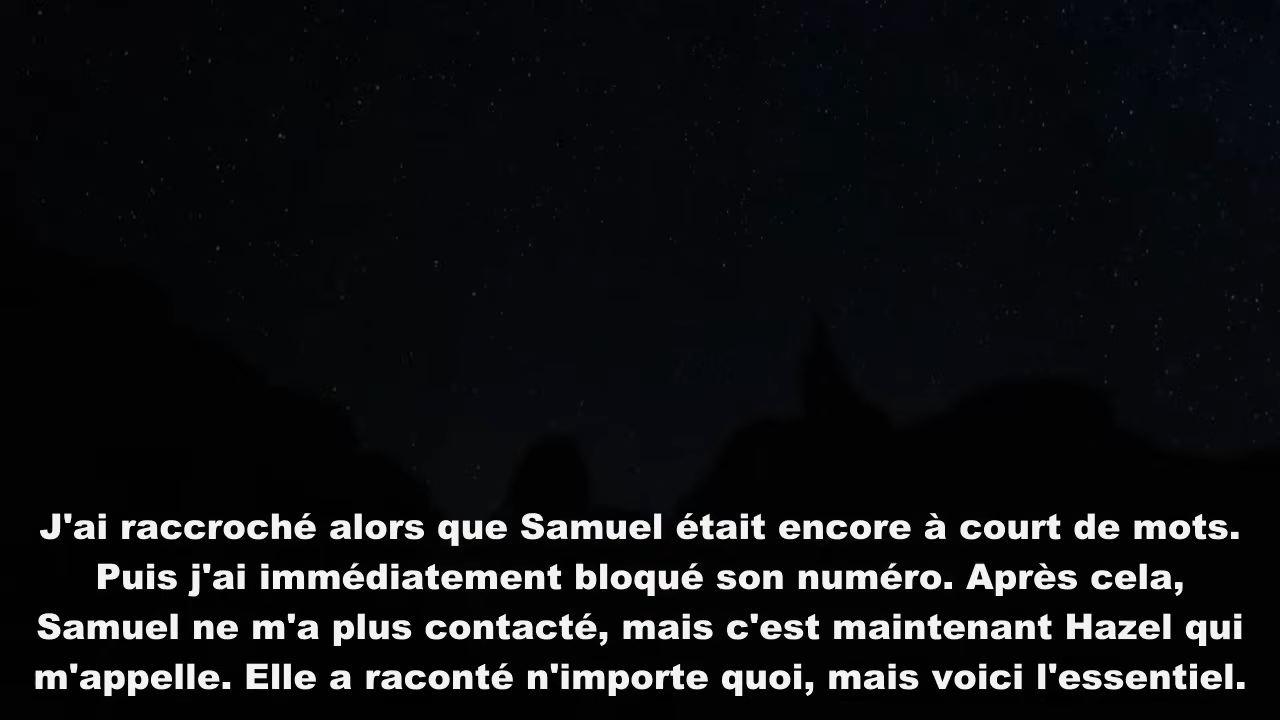 J'ai raccroché alors que Samuel était encore à court de mots.
Puis j'ai immédiatement bloqué son numéro. Après cela,
Samuel ne m'a plus contacté, mais c'est maintenant Hazel qui
m'appelle. Elle a raconté n'importe quoi, mais voici l'essentiel.